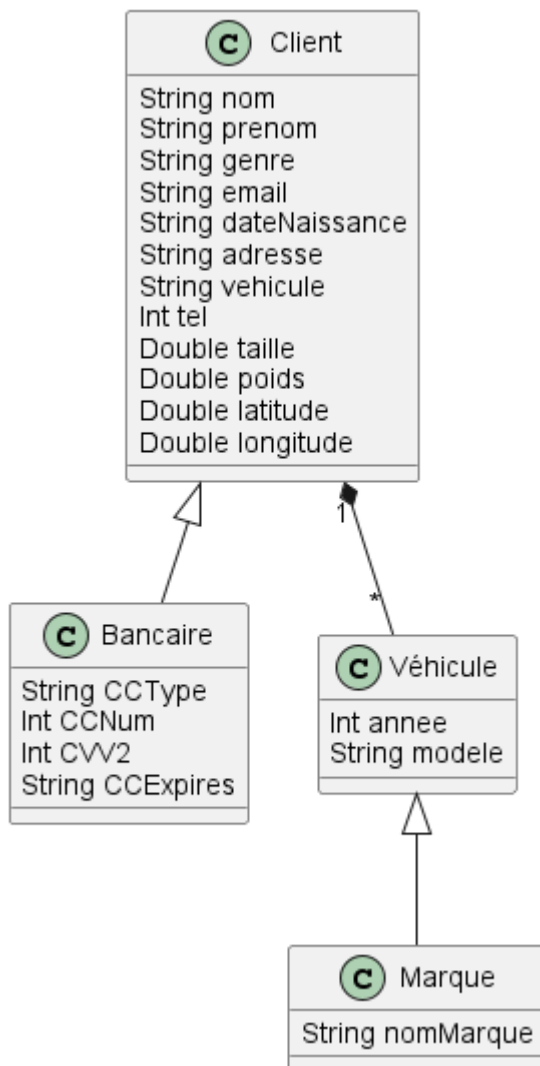 C Client
String nom
String prenom
String genre
String email
String dateNaissance
String adresse
String vehicule
Int tel
Double taille
Double poids
Double latitude
Double longitude
1
*
C Bancaire
String CCType
Int CCNum
Int CVV2
String CCExpires
C Véhicule
Int annee
String modele
C Marque
String nomMarque